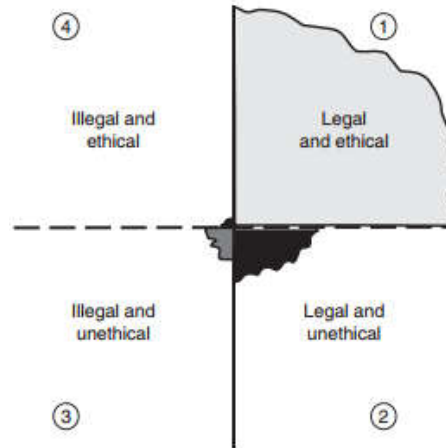 4
1
Illegal and
ethical
Legal
and ethical
Illegal and
unethical
Legal and
unethical
3
2